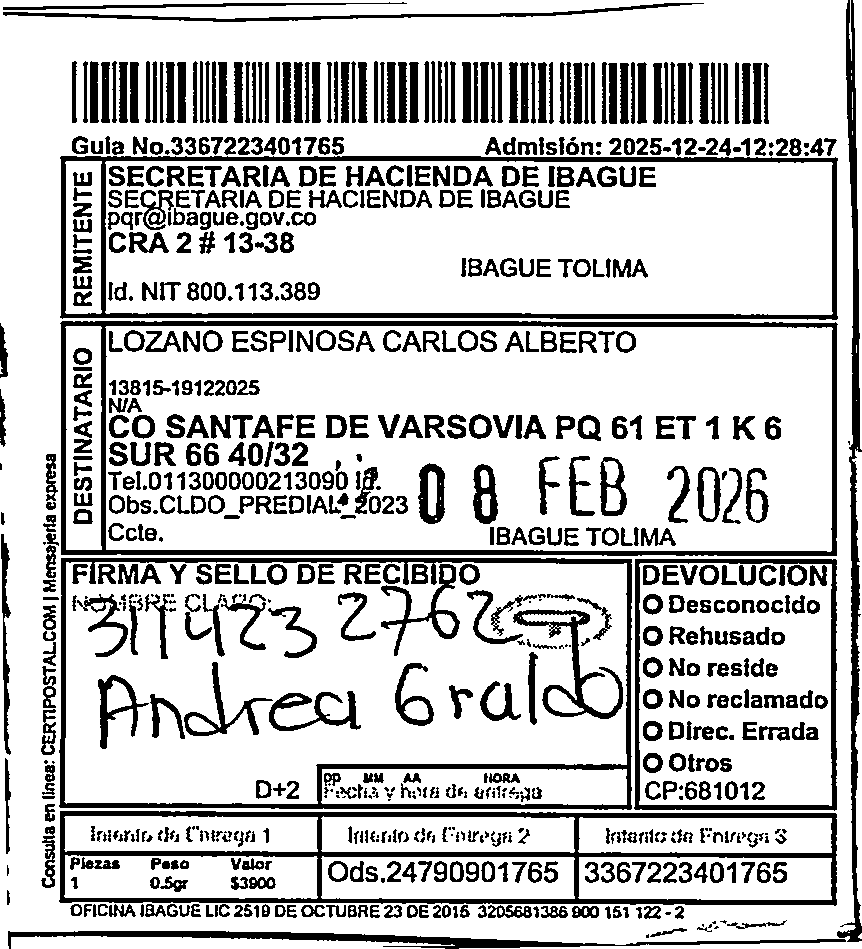 Guia No.3367223401765 Admisión: 2025-12-24-12:28:47
REMITENTE
SECRETARIA DE HACIENDA DE IBAGUE
SECRETARIA DE HACIENDA DE IBAGUE
pqr@ibague.gov.co
CRA 2 # 13-38
IBAGUE TOLIMA
Id. NIT 800.113.389
DESTINATARIO
LOZANO ESPINOSA CARLOS ALBERTO
13815-19122025
N/A
CO SANTAFE DE VARSOVIA PQ 61 ET 1 K 6
SUR 66 40/32
Tel.011300000213090 Id.
Obs.CLDO_PREDIAL_2023
08 FEB 2026
Ccte.
IBAGUE TOLIMA
FIRMA Y SELLO DE RECIBIDO
NOMBRE CLARO:
311423 2762
Andrea Graldo
D+2
DD MM AA HORA
Fecha y hora de entrega
DEVOLUCION
Desconocido
Rehusado
No reside
No reclamado
Direc. Errada
Otros
CP:681012
Intento de Entrega 1 Intento de Entrega 2 Intento de Entrega 3
Piezas Peso Valor
1 0.5gr $3900
Ods.24790901765 3367223401765
OFICINA IBAGUE LIC 2519 DE OCTUBRE 23 DE 2015 3205681386 900 151 122 - 2
Consulta en linea: CERTIPOSTAL.COM | Mensajería expresa